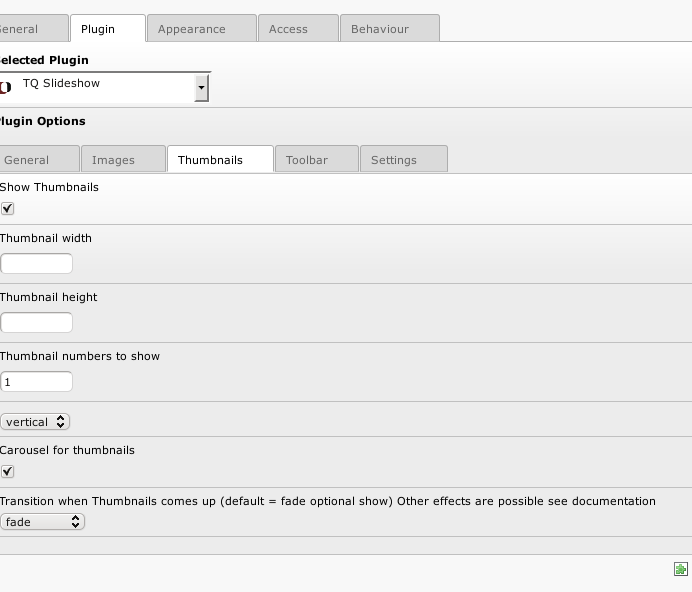 eneral Plugin Appearance Access Behaviour
elected Plugin
TQ Slideshow
lugin Options
General Images Thumbnails Toolbar Settings
Show Thumbnails
Thumbnail width
Thumbnail height
Thumbnail numbers to show
1
vertical
Carousel for thumbnails
Transition when Thumbnails comes up (default = fade optional show) Other effects are possible see documentation
fade